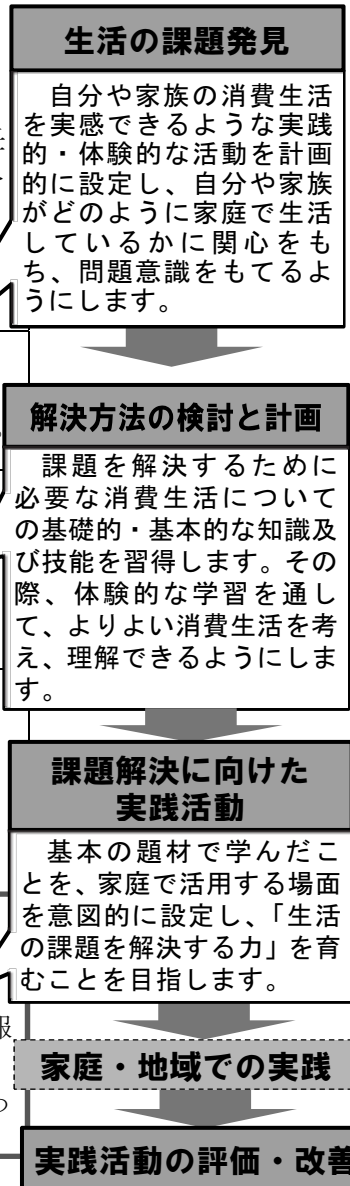 生活の課題発見
自分や家族の消費生活
を実感できるような実践
的・体験的な活動を計画
的に設定し、自分や家族
がどのように家庭で生活
しているかに関心をも
ち、問題意識をもてるよ
うにします。
解決方法の検討と計画
課題を解決するために
必要な消費生活について
の基礎的・基本的な知識及
び技能を習得します。その
際、体験的な学習を通し
て、よりよい消費生活を考
え、理解できるようにしま
す。
課題解決に向けた
実践活動
基本の題材で学んだこ
とを、家庭で活用する場面
を意図的に設定し、「生活
の課題を解決する力」を育
むことを目指します。
報
家庭・地域での実践
つ
実践活動の評価・改善